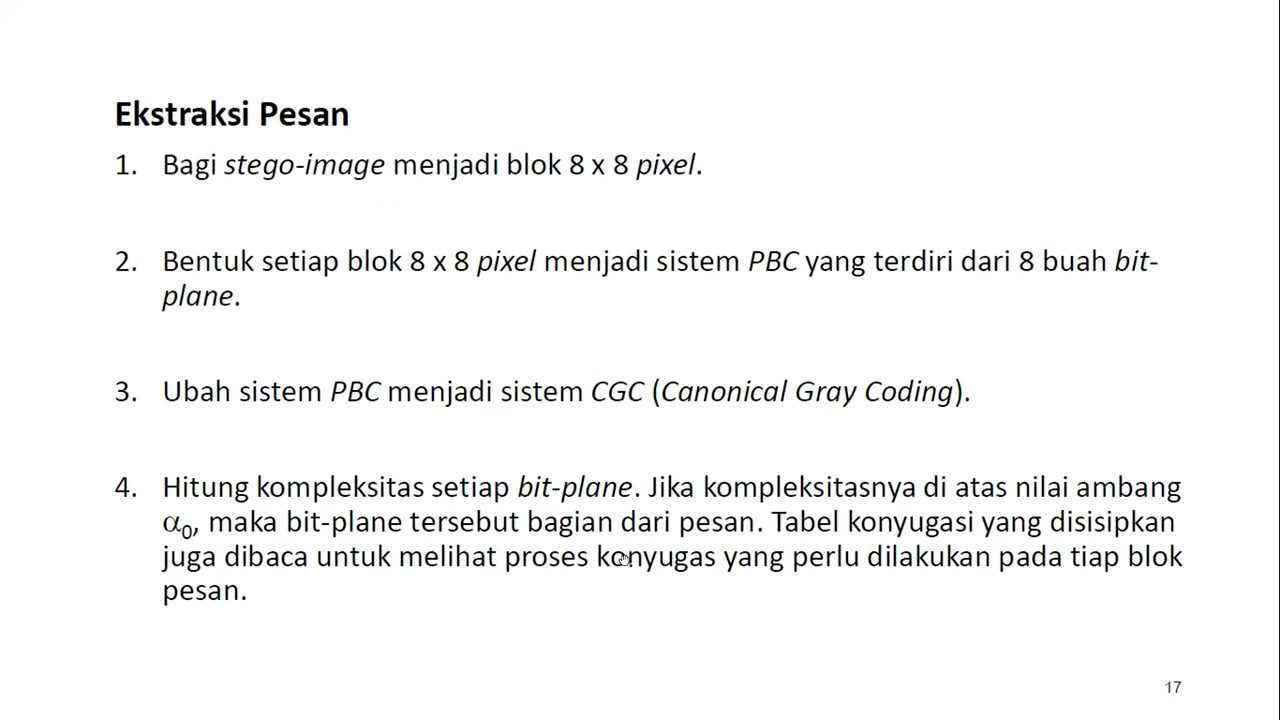 Ekstraksi Pesan
1. Bagi stego-image menjadi blok 8 x 8 pixel.
2. Bentuk setiap blok 8 x 8 pixel menjadi sistem PBC yang terdiri dari 8 buah bit-
plane.
3. Ubah sistem PBC menjadi sistem CGC (Canonical Gray Coding).
4. Hitung kompleksitas setiap bit-plane. Jika kompleksitasnya di atas nilai ambang
α₀, maka bit-plane tersebut bagian dari pesan. Tabel konyugasi yang disisipkan
juga dibaca untuk melihat proses konyugas yang perlu dilakukan pada tiap blok
pesan.
17